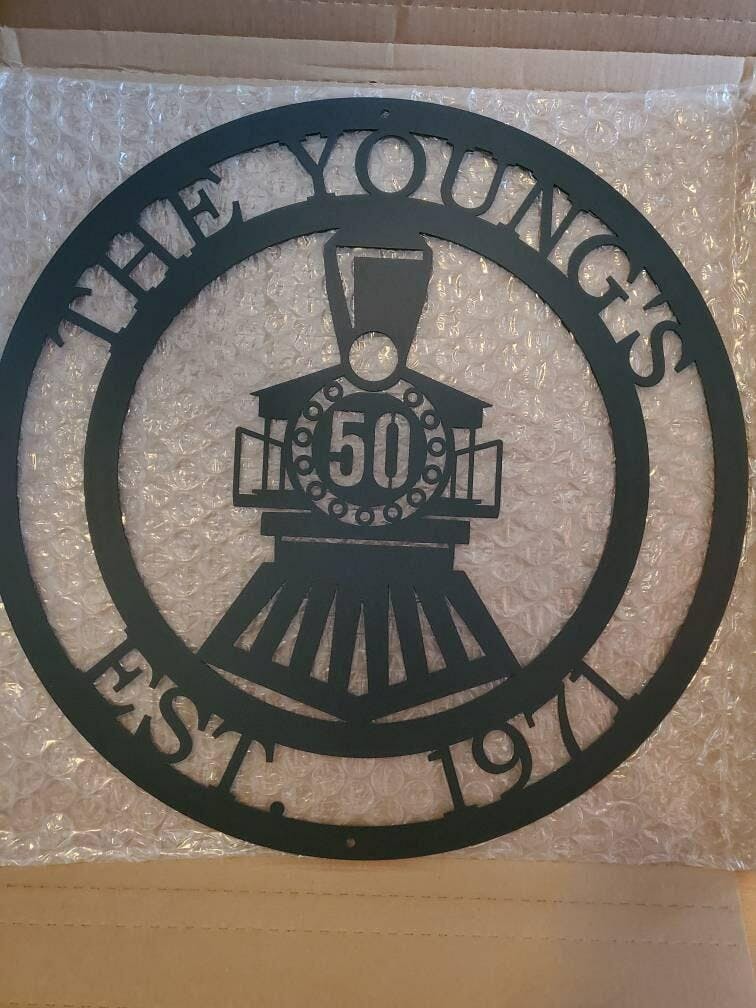 THE YOUNG'S
50
EST. 1971